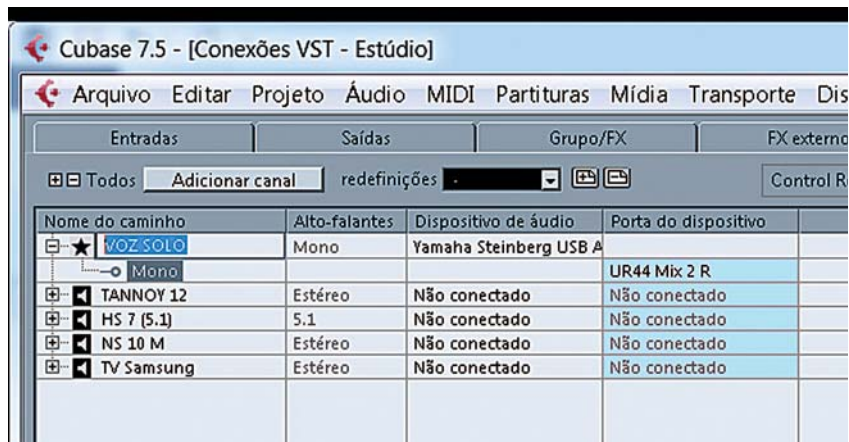 Cubase 7.5 - [Conexões VST - Estúdio]
Arquivo Editar Projeto Áudio MIDI Partituras Mídia Transporte
Entradas Saídas Grupo/FX FX externo
Todos Adicionar canal redefinições - Control
Nome do caminho Alto-falantes Dispositivo de áudio Porta do dispositivo
VOZ SOLO Mono Yamaha Steinberg USB A
Mono UR44 Mix 2 R
TANNOY 12 Estéreo Não conectado Não conectado
HS 7 (5.1) 5.1 Não conectado Não conectado
NS 10 M Estéreo Não conectado Não conectado
TV Samsung Estéreo Não conectado Não conectado